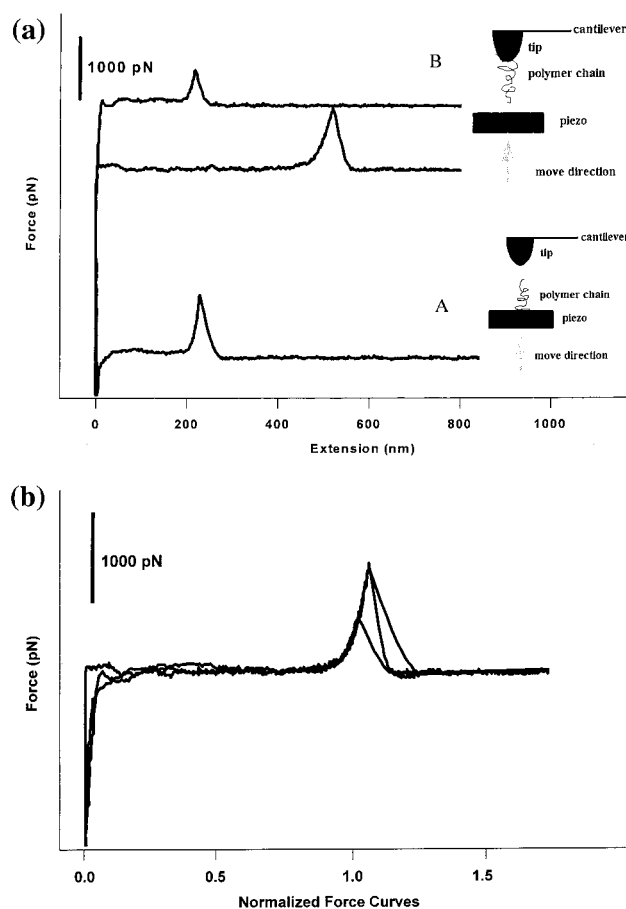 (a)
1000 pN
B
cantilever
tip
polymer chain
piezo
move direction
cantilever
tip
A
polymer chain
piezo
move direction
Force (pN)
0 200 400 600 800 1000
Extension (nm)
(b)
1000 pN
Force (pN)
0.0 0.5 1.0 1.5
Normalized Force Curves